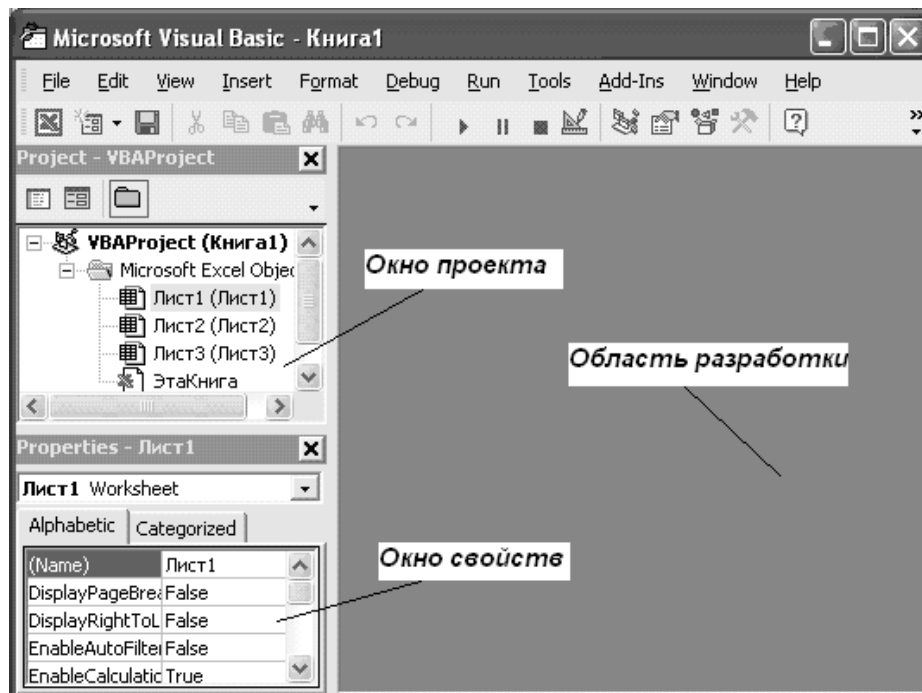 Microsoft Visual Basic - Книга1
File Edit View Insert Format Debug Run Tools Add-Ins Window Help
Project - VBAProject
VBAProject (Книга1)
Microsoft Excel Objec
Лист1 (Лист1)
Лист2 (Лист2)
Лист3 (Лист3)
ЭтаКнига
Окно проекта
Область разработки
Properties - Лист1
Лист1 Worksheet
Alphabetic Categorized
(Name) Лист1
DisplayPageBrea False
DisplayRightToL False
EnableAutoFilter False
EnableCalculatic True
Окно свойств